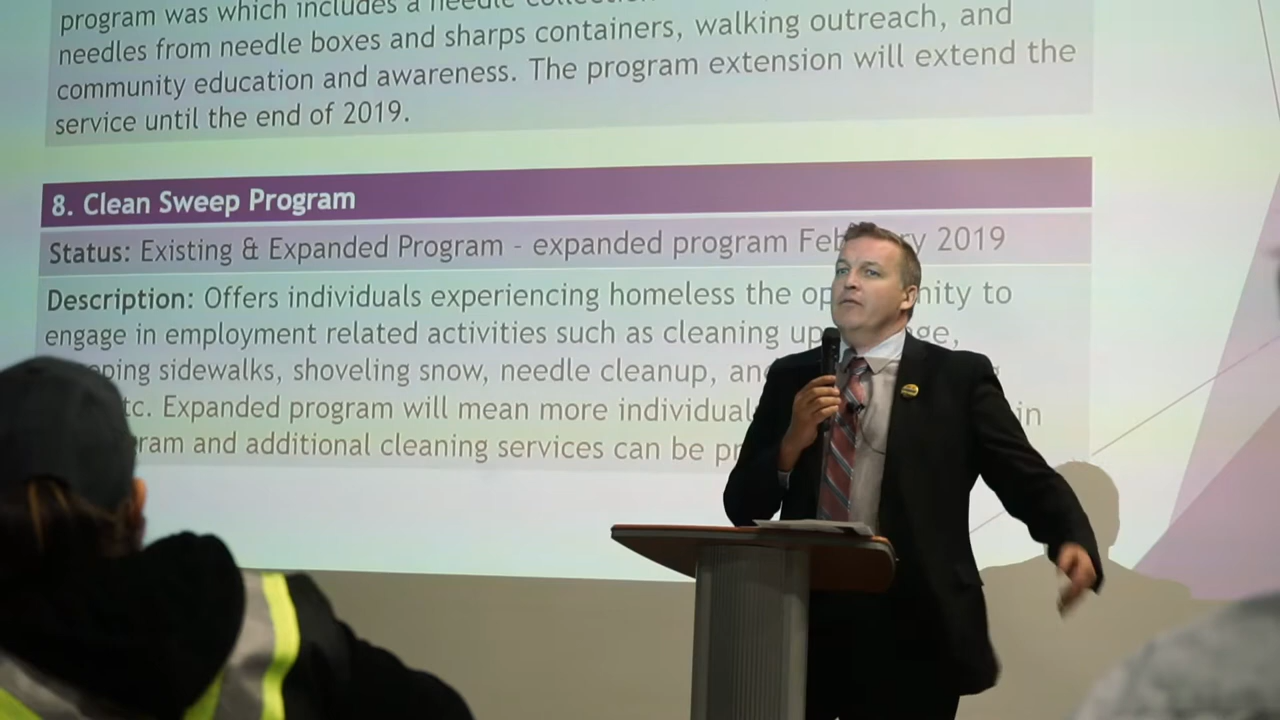 program was which includes a needle
needles from needle boxes and sharps containers, walking outreach, and
community education and awareness. The program extension will extend the
service until the end of 2019.
8. Clean Sweep Program
Status: Existing & Expanded Program - expanded program Feb y 2019
Description: Offers individuals experiencing homeless the op nity to
engage in employment related activities such as cleaning up ge,
ping sidewalks, shoveling snow, needle cleanup, an
tc. Expanded program will mean more individual in
ram and additional cleaning services can be pr